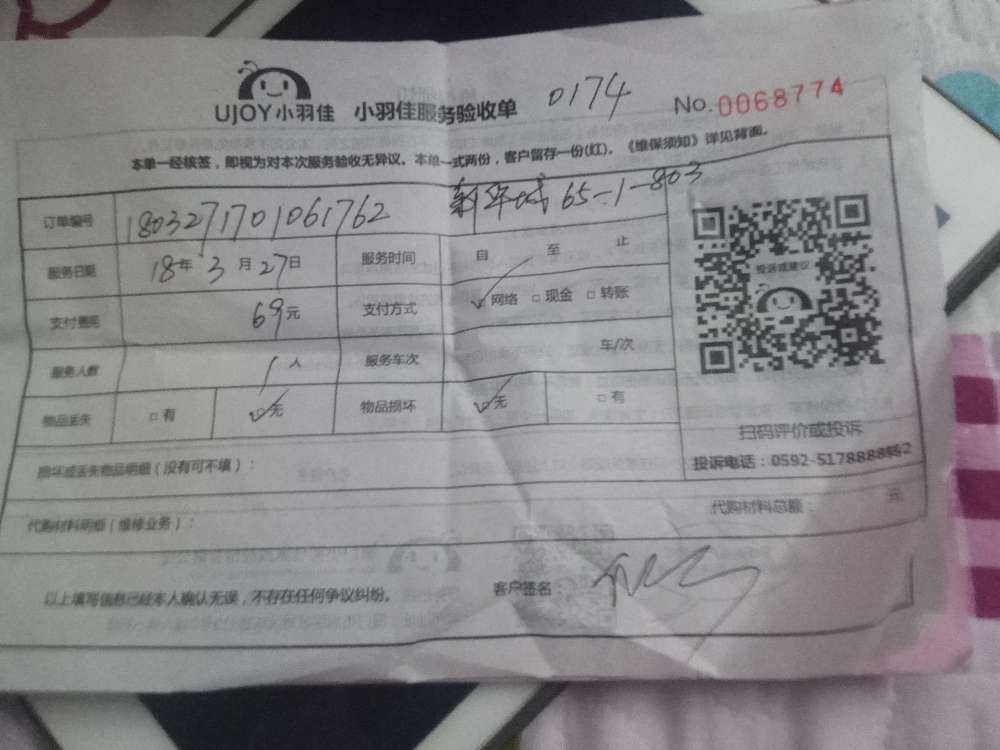 UJOY小羽佳 小羽佳服务验收单 0174 No.0068774
本单一经核签，即视为对本次服务验收无异议。本单一式两份，客户留存一份(红)。《维保须知》详见背面。
订单编号 1803271701061762 新华城 65-1-803
服务日期 18年3月27日 服务时间 自 至 止
支付费用 69元 支付方式 ☑网络 □现金 □转账
服务人数 1人 服务车次 车/次
物品丢失 □有 ☑无 物品损坏 ☑无 □有
投诉或建议
扫码评价或投诉
投诉电话：0592-5178888
损坏或丢失物品明细（没有可不填）：
代购材料明细（维修业务）： 代购材料总额： 元
以上填写信息已经本人确认无误，不存在任何争议纠纷。 客户签名：